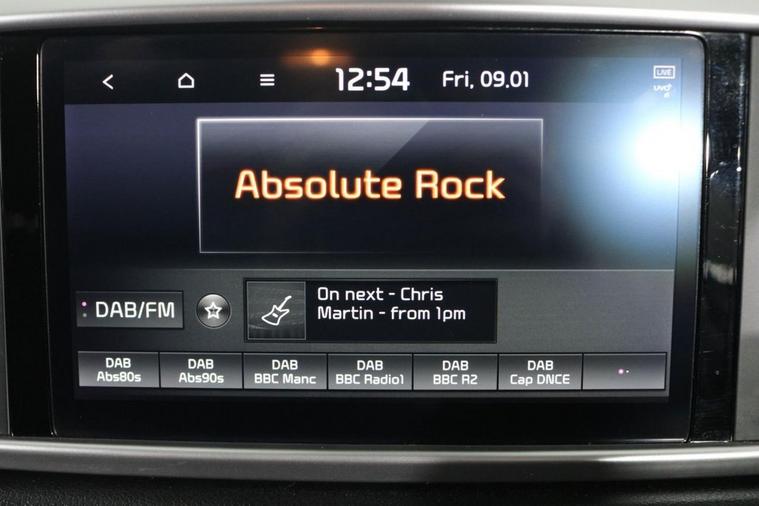 12:54 Fri, 09.01
LIVE
UVO
Absolute Rock
DAB/FM
On next - Chris
Martin - from 1pm
DAB
Abs80s
DAB
Abs90s
DAB
BBC Manc
DAB
BBC Radio1
DAB
BBC R2
DAB
Cap DNCE